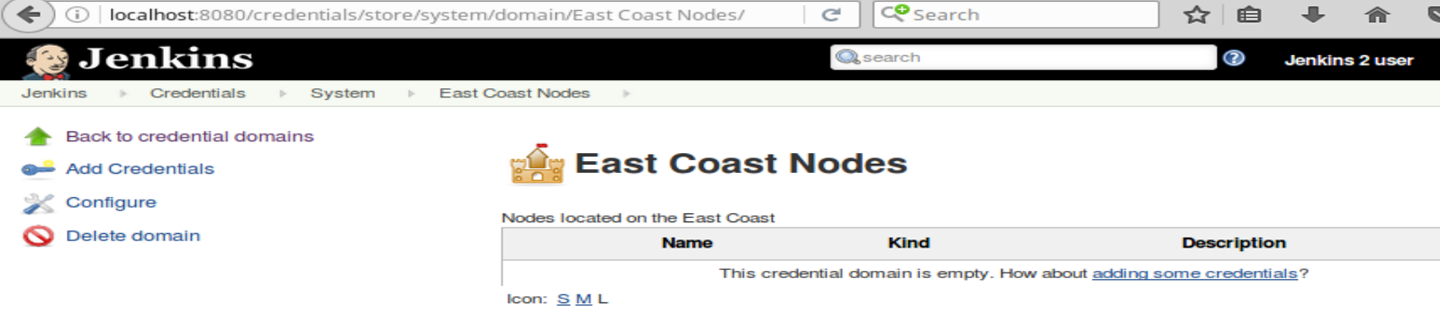 localhost:8080/credentials/store/system/domain/East Coast Nodes/
Search
Jenkins
search
?
Jenkins 2 user
Jenkins
Credentials
System
East Coast Nodes
Back to credential domains
Add Credentials
Configure
Delete domain
East Coast Nodes
Nodes located on the East Coast
Name Kind Description
This credential domain is empty. How about adding some credentials?
Icon: S M L